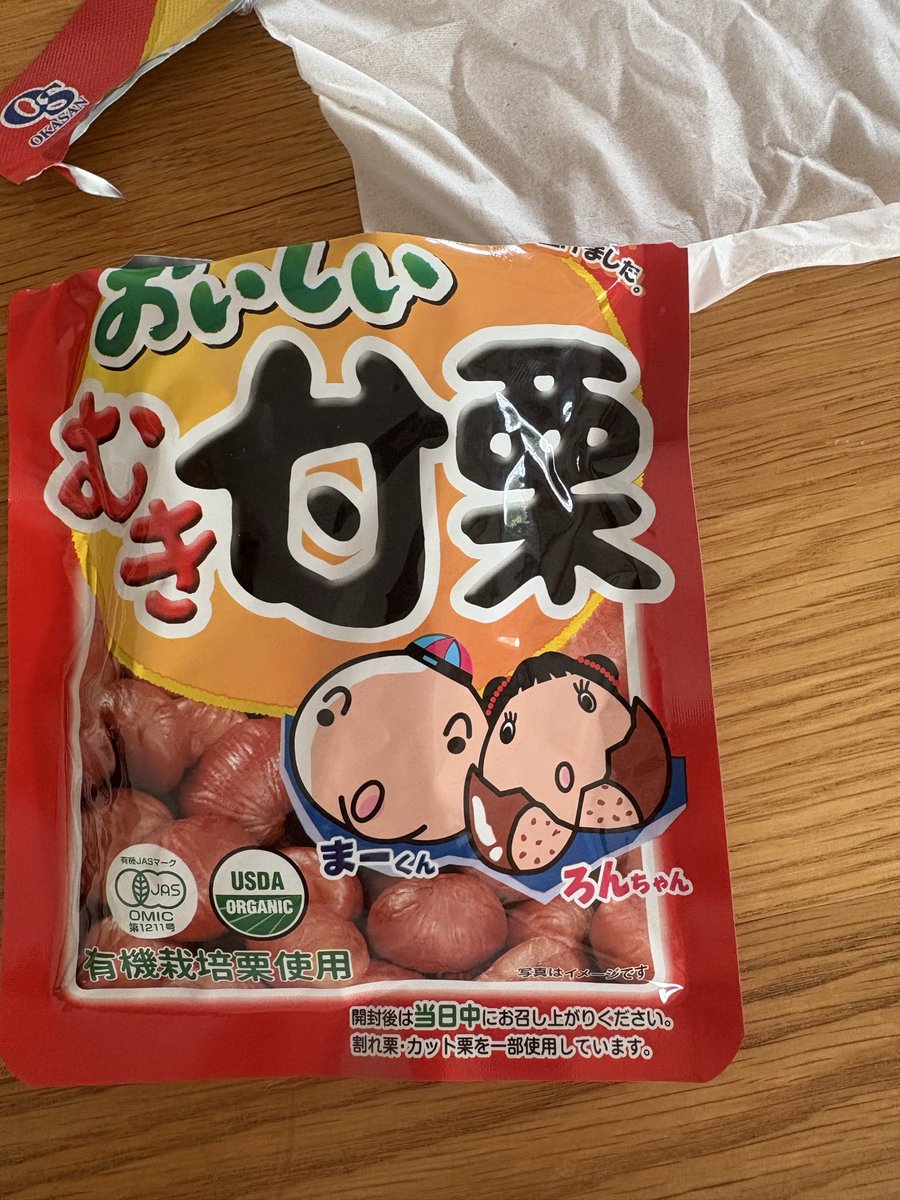 OS
OKASAN
おいしい
ました。
むき
甘栗
まーくん
ろんちゃん
有機JASマーク
JAS
OMIC
第1211号
USDA
ORGANIC
有機栽培栗使用
写真はイメージです
開封後は当日中にお召し上がりください。
割れ栗・カット栗を一部使用しています。